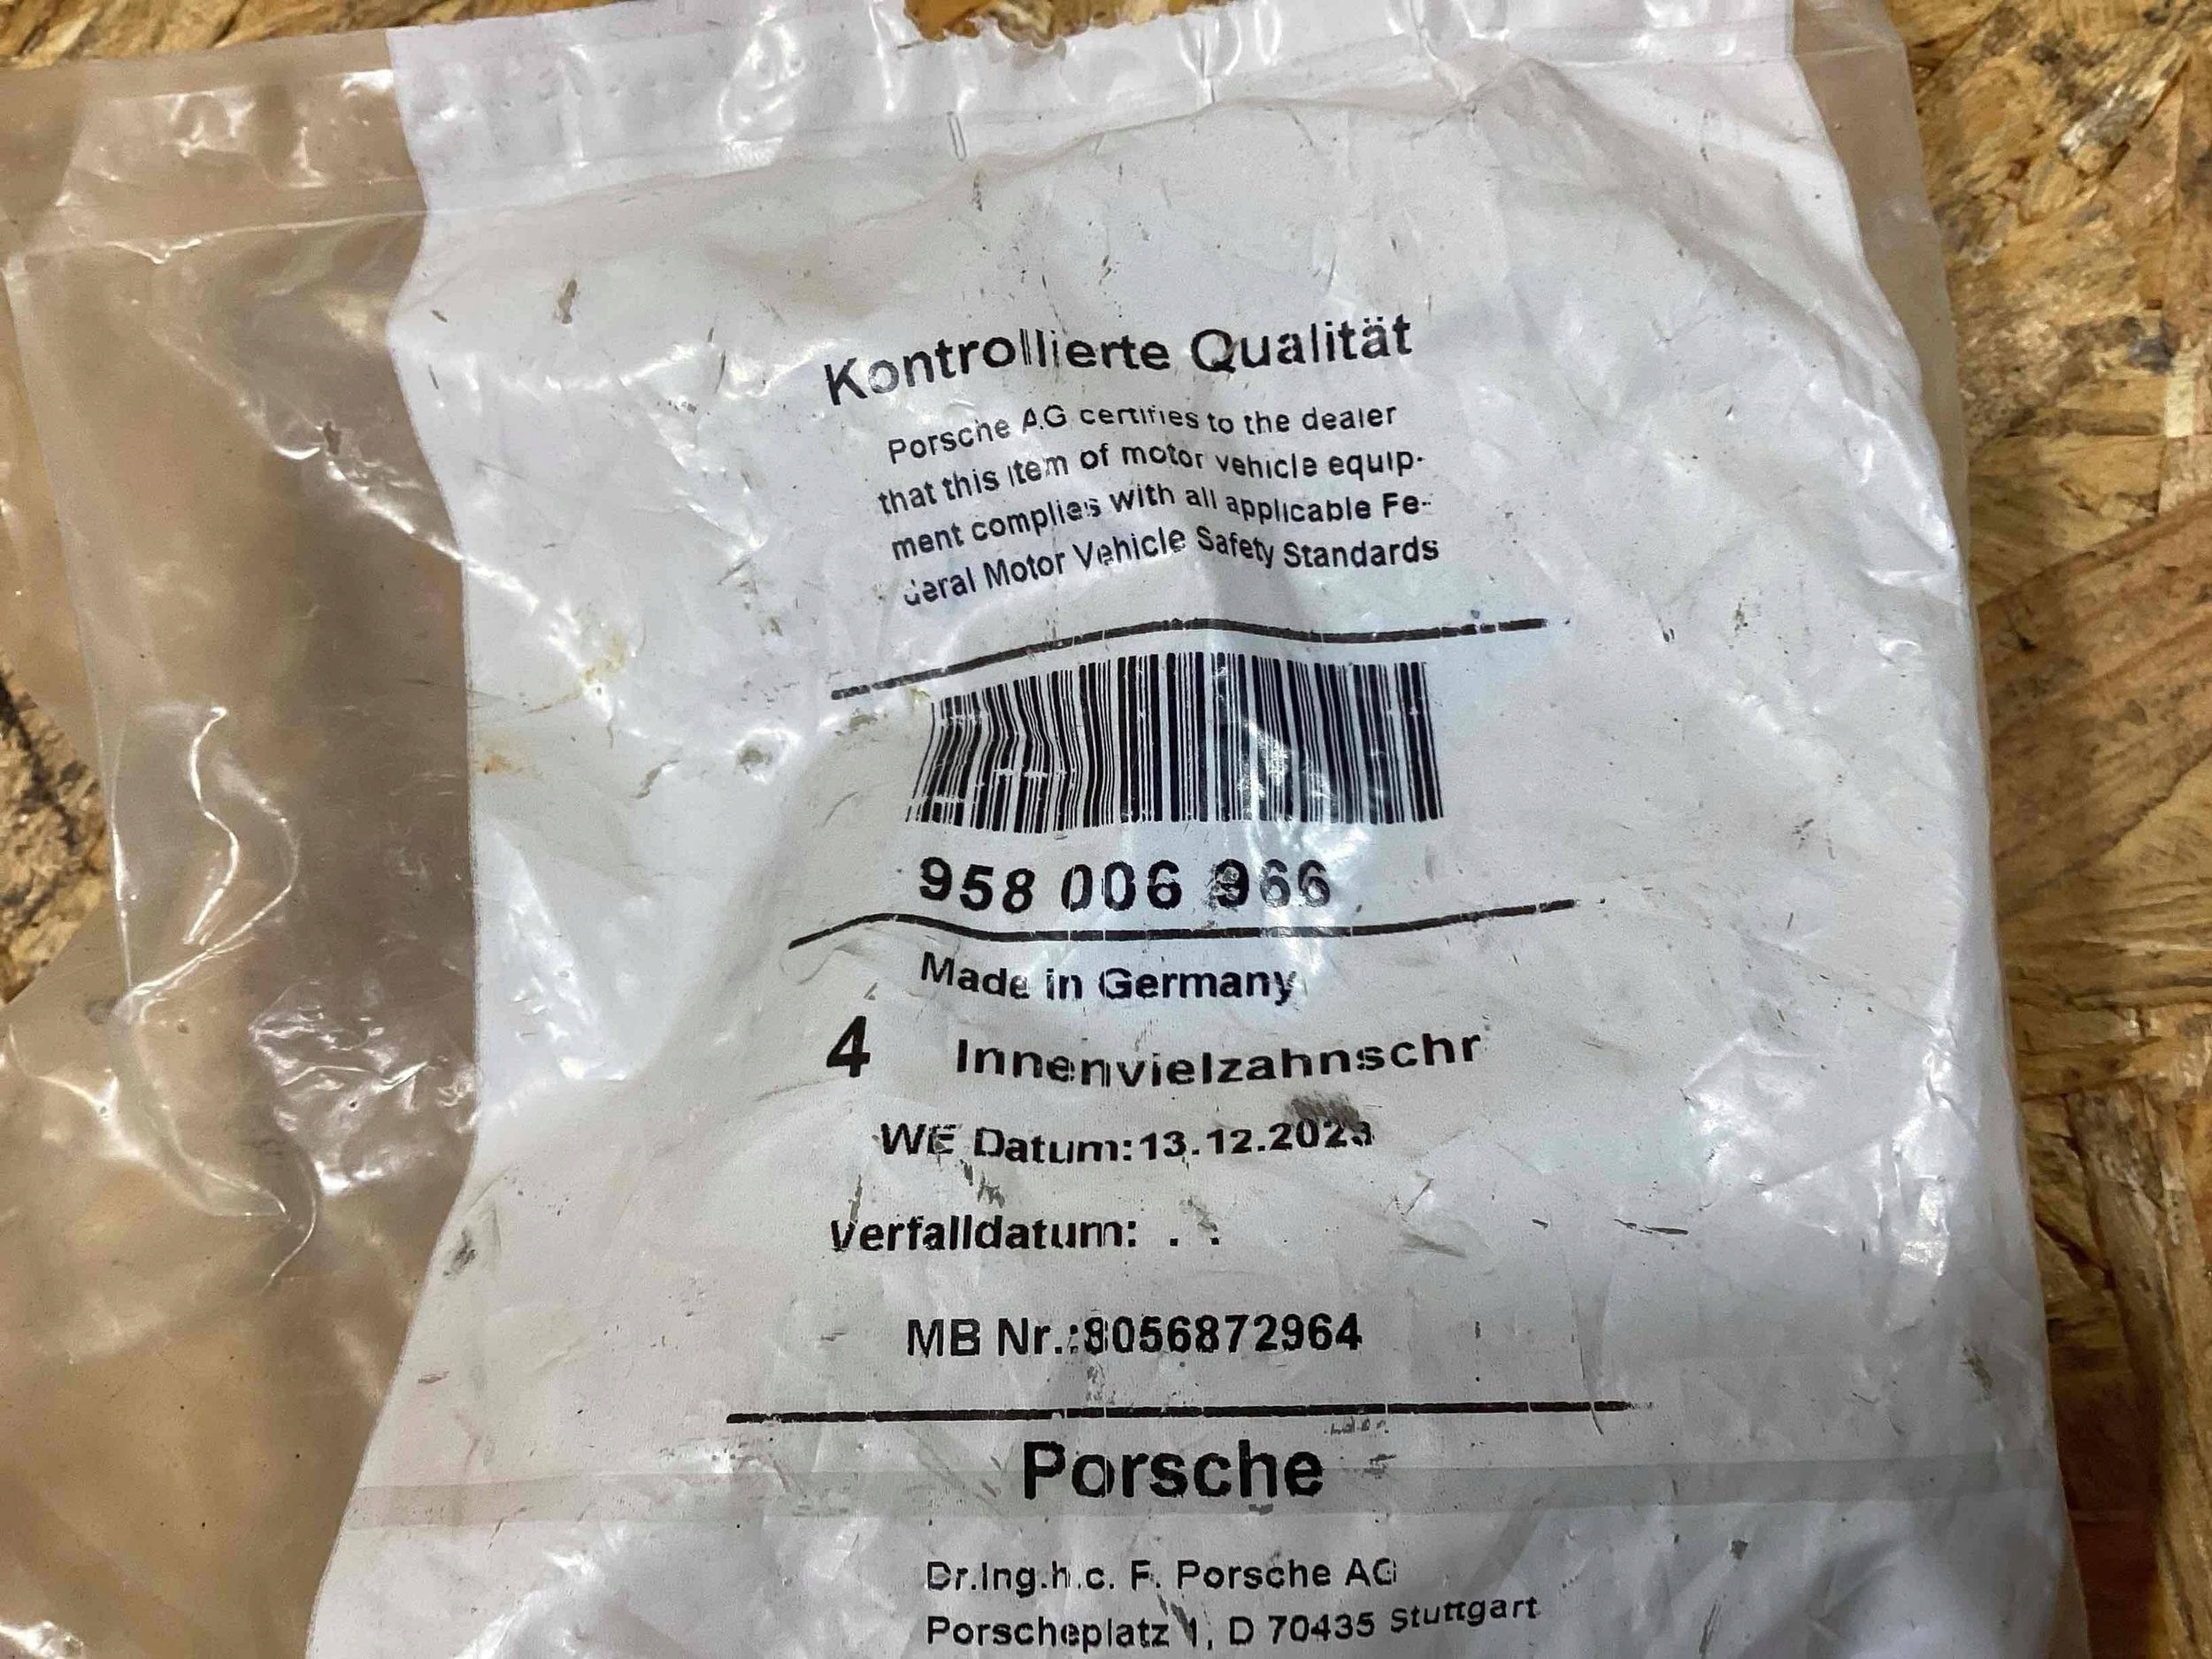 Kontrollierte Qualität
Porsche AG certifies to the dealer
that this item of motor vehicle equip-
ment complies with all applicable Fe-
deral Motor Vehicle Safety Standards
958 006 966
Made in Germany
4 Innenvielzahnschr
WE Datum:13.12.2023
Verfalldatum: . .
MB Nr.:8056872964
Porsche
Dr.Ing.h.c. F. Porsche AG
Porscheplatz 1, D 70435 Stuttgart